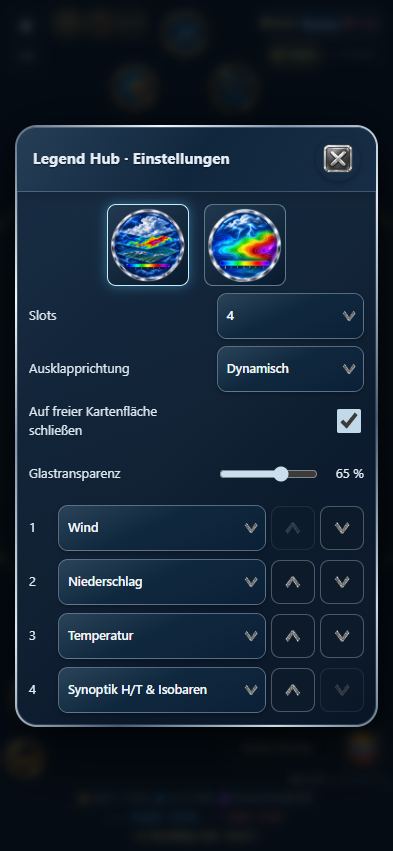 Legend Hub · Einstellungen
Slots
4
Ausklapprichtung
Dynamisch
Auf freier Kartenfläche
schließen
Glastransparenz
65 %
1
Wind
2
Niederschlag
3
Temperatur
4
Synoptik H/T & Isobaren